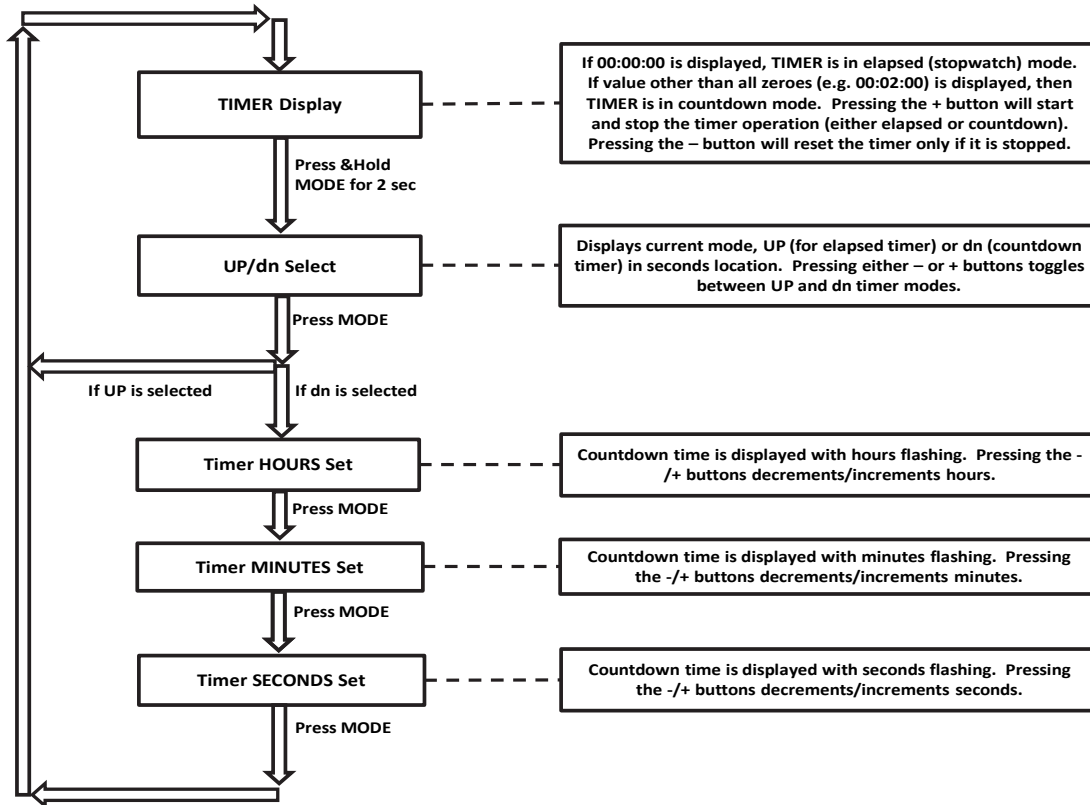 TIMER Display
If 00:00:00 is displayed, TIMER is in elapsed (stopwatch) mode.
If value other than all zeroes (e.g. 00:02:00) is displayed, then
TIMER is in countdown mode.  Pressing the + button will start
and stop the timer operation (either elapsed or countdown).
Pressing the – button will reset the timer only if it is stopped.
Press &Hold
MODE for 2 sec
UP/dn Select
Displays current mode, UP (for elapsed timer) or dn (countdown
timer) in seconds location.  Pressing either – or + buttons toggles
between UP and dn timer modes.
Press MODE
If UP is selected
If dn is selected
Timer HOURS Set
Countdown time is displayed with hours flashing.  Pressing the -
/+ buttons decrements/increments hours.
Press MODE
Timer MINUTES Set
Countdown time is displayed with minutes flashing.  Pressing
the -/+ buttons decrements/increments minutes.
Press MODE
Timer SECONDS Set
Countdown time is displayed with seconds flashing.  Pressing
the -/+ buttons decrements/increments seconds.
Press MODE